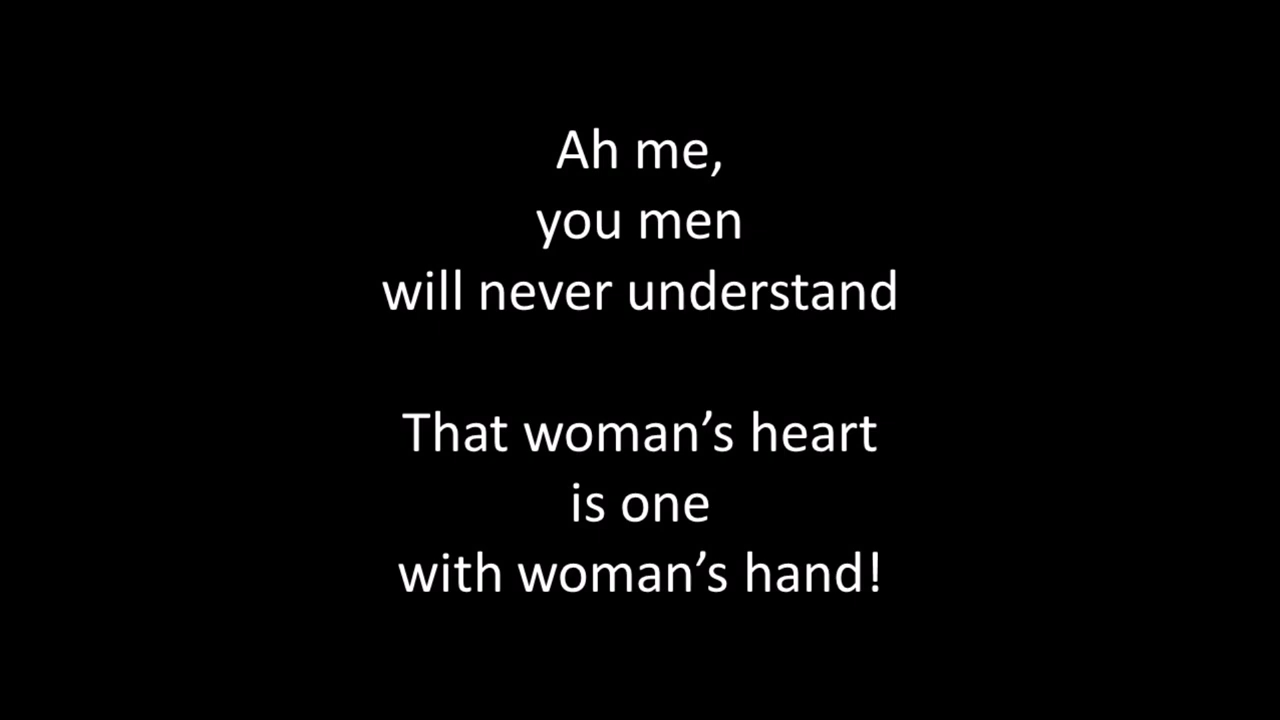 Ah me,
you men
will never understand
That woman’s heart
is one
with woman’s hand!